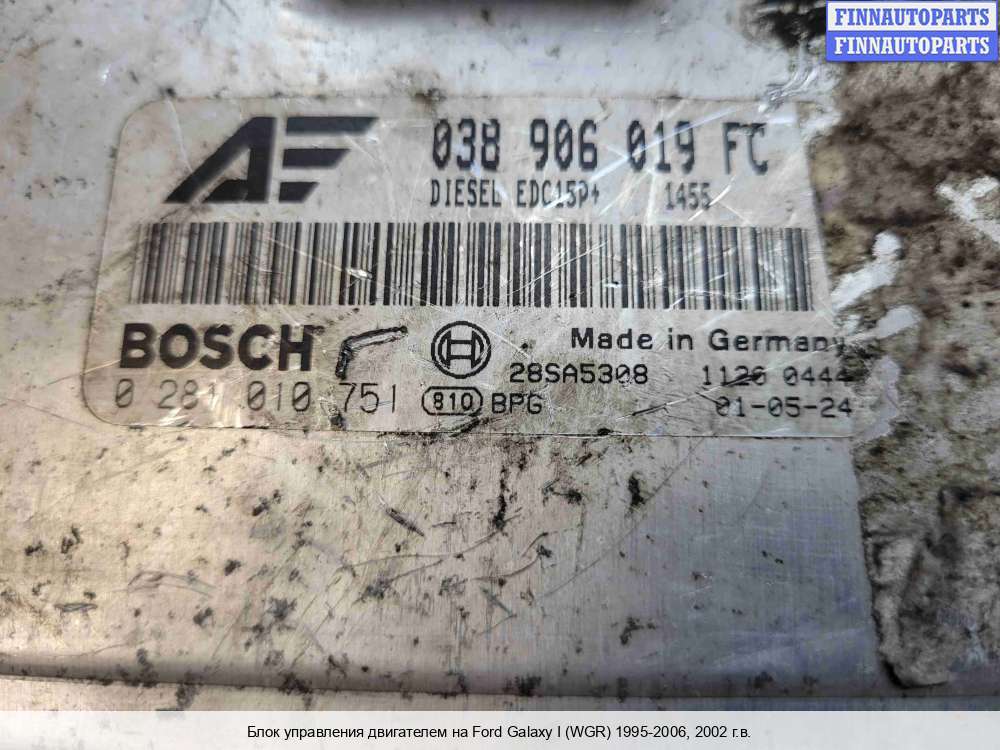 FINNAUTOPARTS
FINNAUTOPARTS
AF 038 906 019 FC
DIESEL EDC15P+ 1455
BOSCH Made in Germany
28SA5308 1126 0444
0 281 010 751 810 BPG 01-05-24
Блок управления двигателем на Ford Galaxy I (WGR) 1995-2006, 2002 г.в.